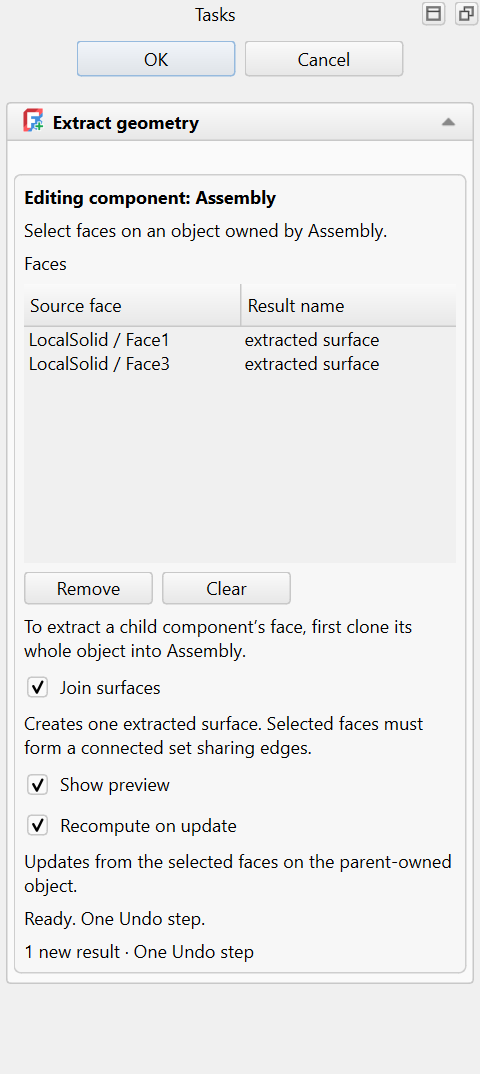 Tasks
OK
Cancel
Extract geometry
Editing component: Assembly
Select faces on an object owned by Assembly.
Faces
Source face
Result name
LocalSolid / Face1
extracted surface
LocalSolid / Face3
extracted surface
Remove
Clear
To extract a child component’s face, first clone its
whole object into Assembly.
Join surfaces
Creates one extracted surface. Selected faces must
form a connected set sharing edges.
Show preview
Recompute on update
Updates from the selected faces on the parent-owned
object.
Ready. One Undo step.
1 new result · One Undo step